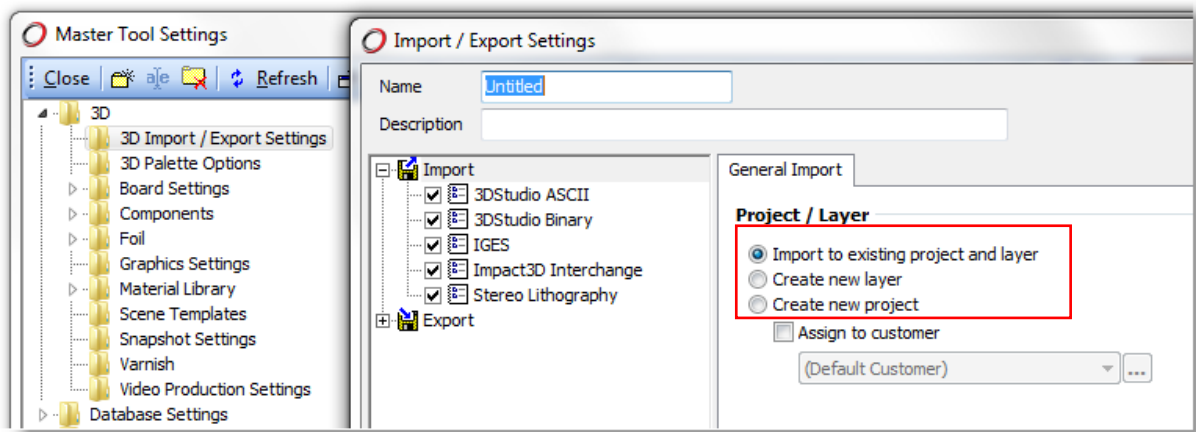 Master Tool Settings
Close
Refresh
3D
3D Import / Export Settings
3D Palette Options
Board Settings
Components
Foil
Graphics Settings
Material Library
Scene Templates
Snapshot Settings
Varnish
Video Production Settings
Database Settings
Import / Export Settings
Name Untitled
Description
Import
3DStudio ASCII
3DStudio Binary
IGES
Impact3D Interchange
Stereo Lithography
Export
General Import
Project / Layer
Import to existing project and layer
Create new layer
Create new project
Assign to customer
(Default Customer)
...